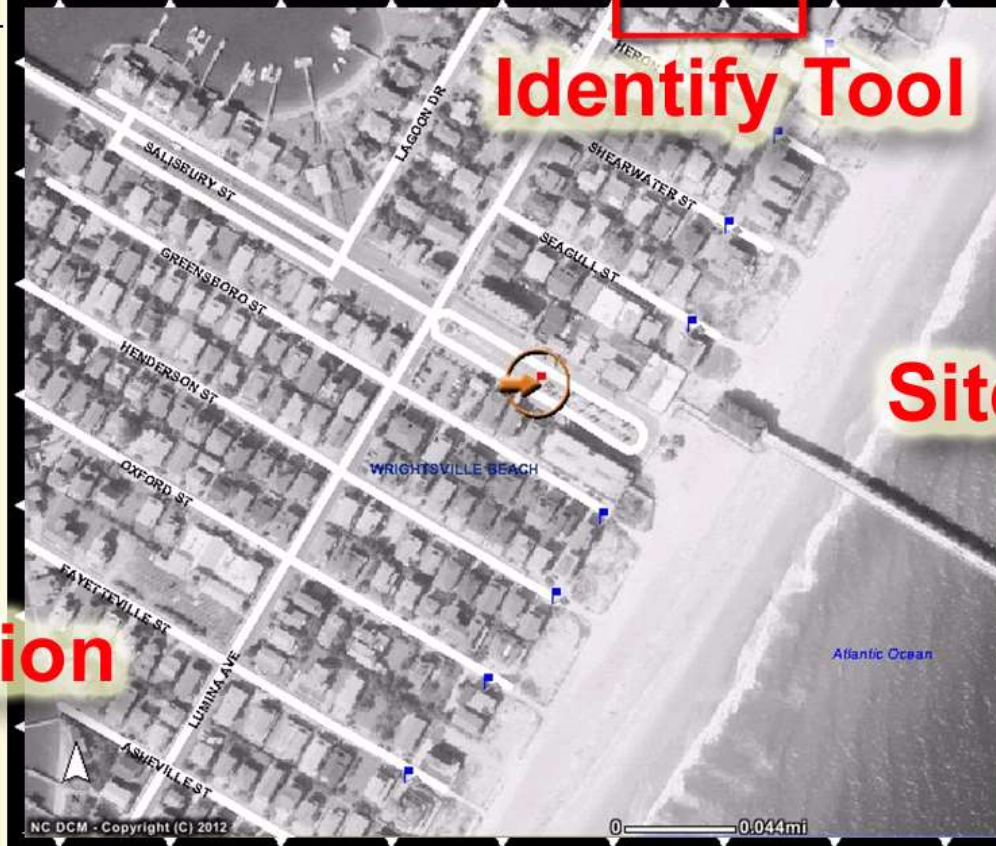 HERON
Identify Tool
LAGOON DR
SHEARWATER ST
SALISBURY ST
SEAGULL ST
GREENSBORO ST
HENDERSON ST
Site
WRIGHTSVILLE BEACH
OXFORD ST
FAYETTEVILLE ST
ion
Atlantic Ocean
LUMINA AVE
ASHEVILLE ST
N
NC DCM - Copyright (C) 2012
0 0.044mi